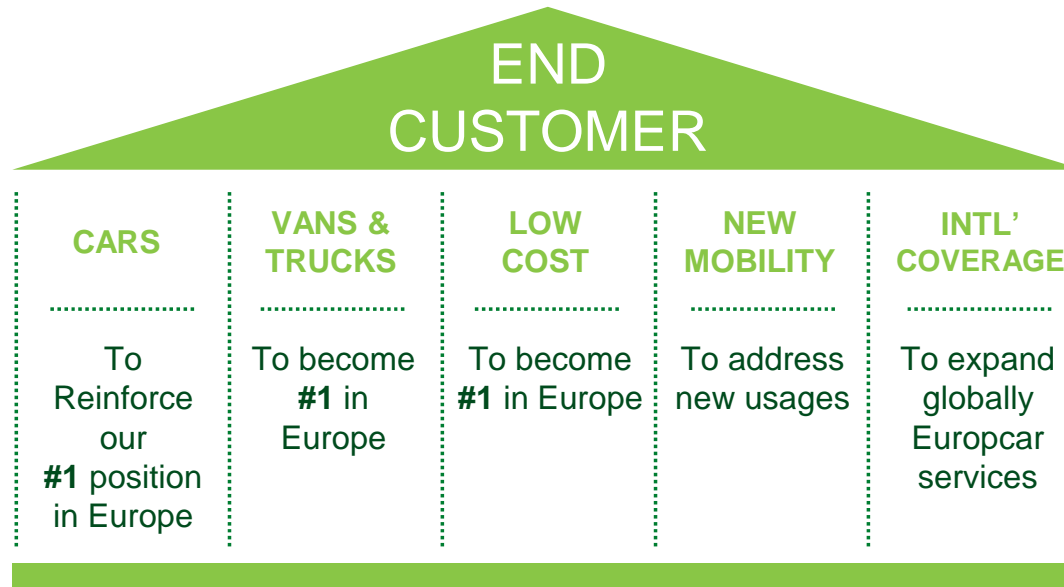 END
CUSTOMER
CARS
To
Reinforce
our
#1 position
in Europe
VANS &
TRUCKS
To become
#1 in
Europe
LOW
COST
To become
#1 in Europe
NEW
MOBILITY
To address
new usages
INTL’
COVERAGE
To expand
globally
Europcar
services